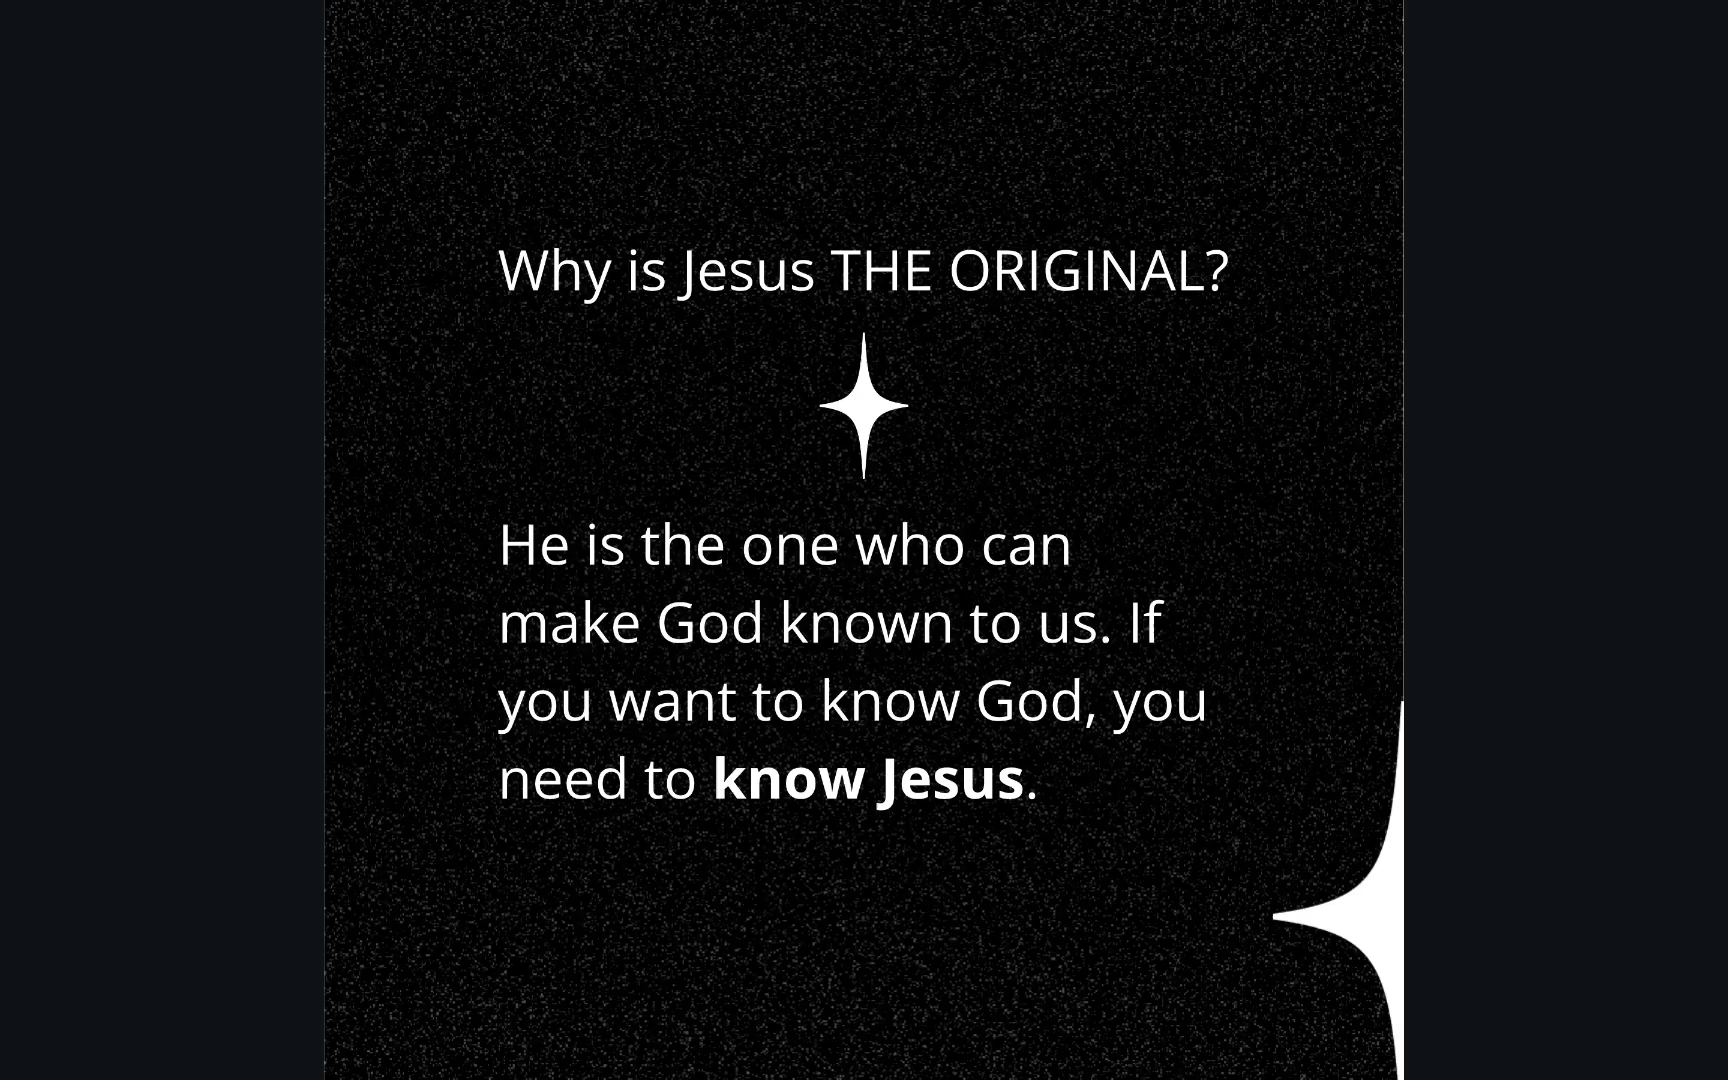 Why is Jesus THE ORIGINAL?
He is the one who can
make God known to us. If
you want to know God, you
need to know Jesus.